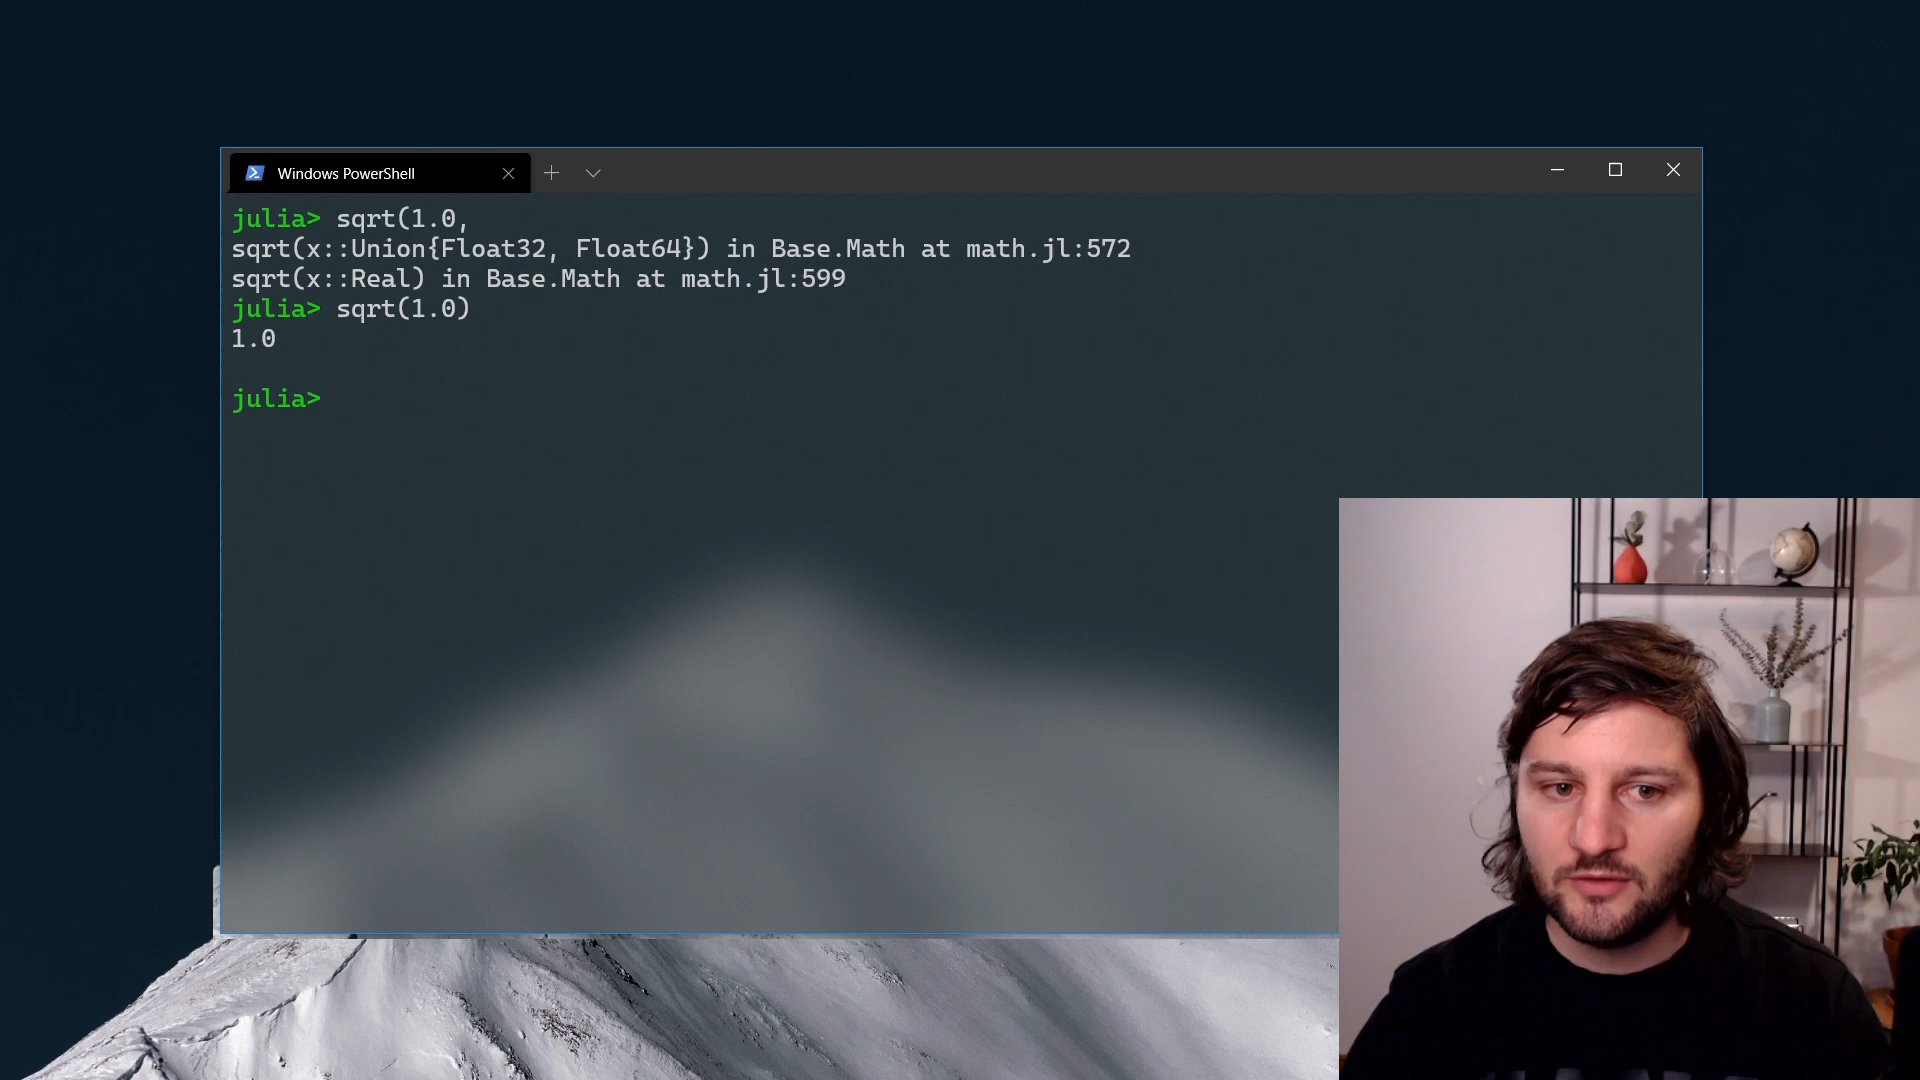 Windows PowerShell
julia> sqrt(1.0,
sqrt(x::Union{Float32, Float64}) in Base.Math at math.jl:572
sqrt(x::Real) in Base.Math at math.jl:599
julia> sqrt(1.0)
1.0
julia>